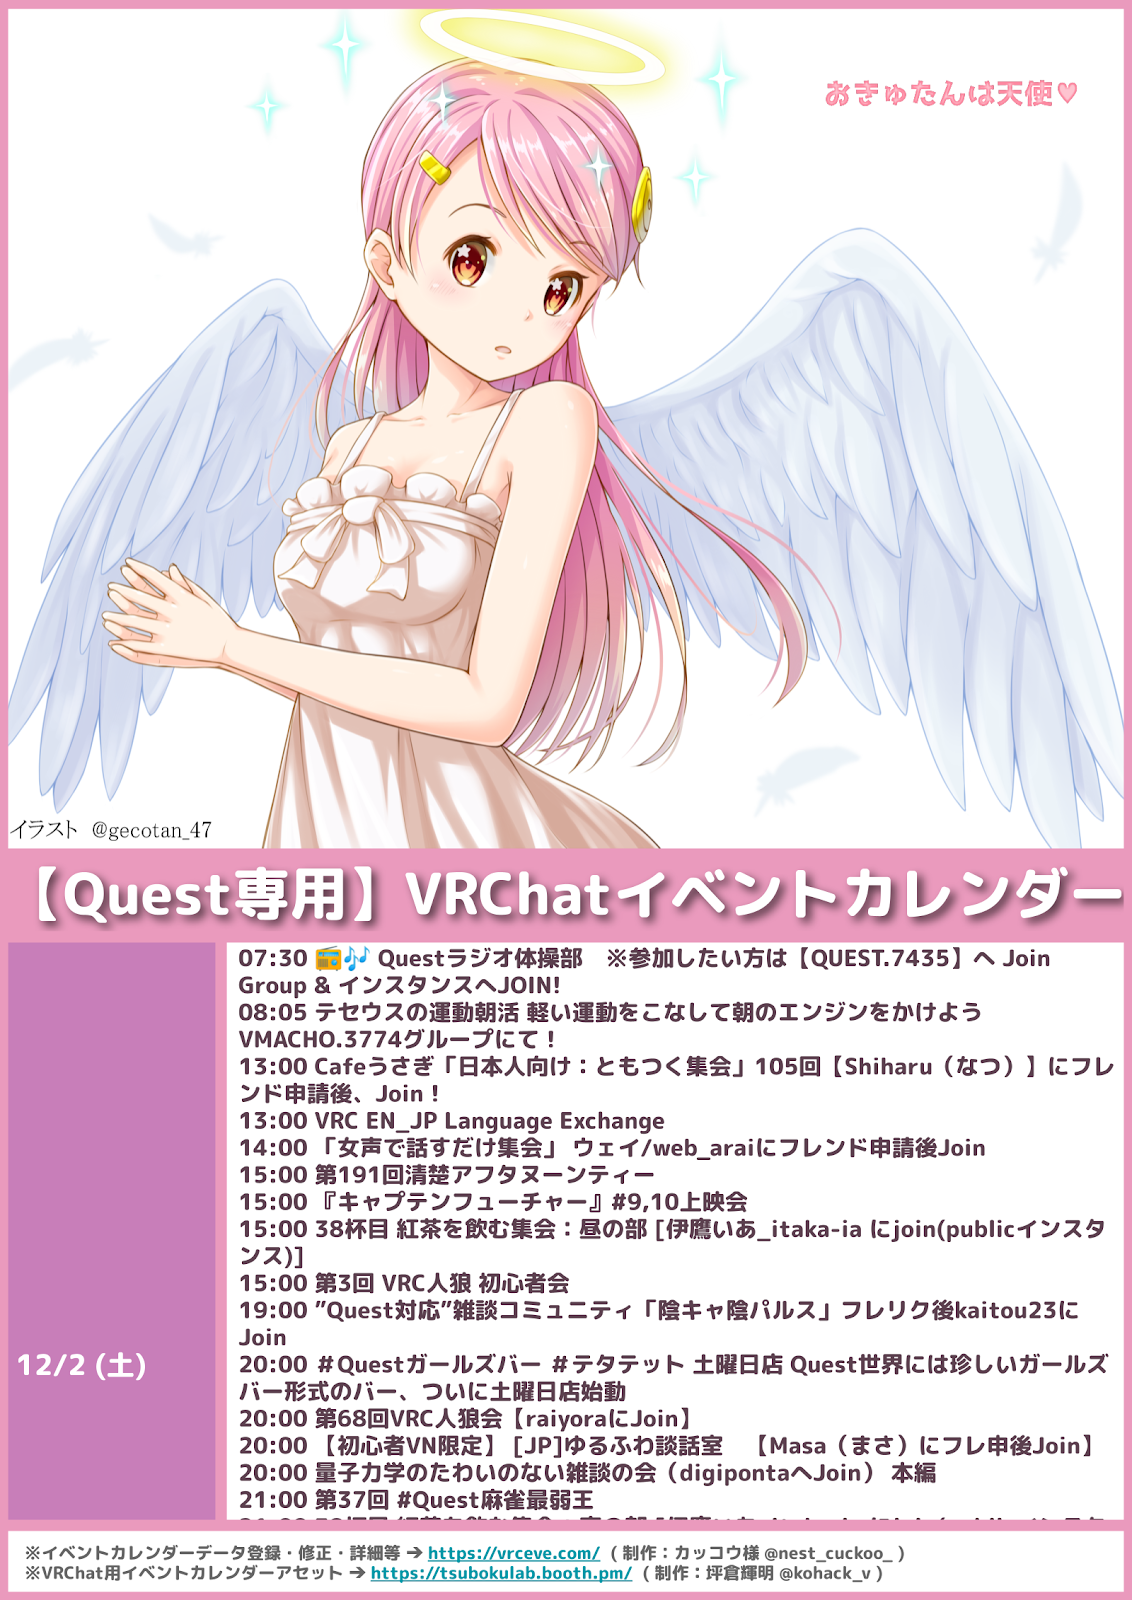 おきゅたんは天使♥
イラスト @gecotan_47
【Quest専用】VRChatイベントカレンダー
12/2 (土)
07:30 📻🎶 Questラジオ体操部　※参加したい方は【QUEST.7435】へ Join
Group & インスタンスへJOIN!
08:05 テセウスの運動朝活 軽い運動をこなして朝のエンジンをかけよう
VMACHO.3774グループにて！
13:00 Cafeうさぎ「日本人向け：ともつく集会」105回【Shiharu（なつ）】にフレ
ンド申請後、Join！
13:00 VRC EN_JP Language Exchange
14:00 「女声で話すだけ集会」 ウェイ/web_araiにフレンド申請後Join
15:00 第191回清楚アフタヌーンティー
15:00 『キャプテンフューチャー』#9,10上映会
15:00 38杯目 紅茶を飲む集会：昼の部 [伊鷹いあ_itaka-ia にjoin(publicインスタ
ンス)]
15:00 第3回 VRC人狼 初心者会
19:00 ”Quest対応”雑談コミュニティ「陰キャ陰パルス」フレリク後kaitou23に
Join
20:00 ＃Questガールズバー ＃テタテット 土曜日店 Quest世界には珍しいガールズ
バー形式のバー、ついに土曜日店始動
20:00 第68回VRC人狼会【raiyoraにJoin】
20:00 【初心者VN限定】 [JP]ゆるふわ談話室　【Masa（まさ）にフレ申後Join】
20:00 量子力学のたわいのない雑談の会（digipontaへJoin） 本編
21:00 第37回 #Quest麻雀最弱王
※イベントカレンダーデータ登録・修正・詳細等 ➔ https://vrceve.com/ ( 制作：カッコウ様 @nest_cuckoo_ )
※VRChat用イベントカレンダーアセット ➔ https://tsubokulab.booth.pm/ ( 制作：坪倉輝明 @kohack_v )